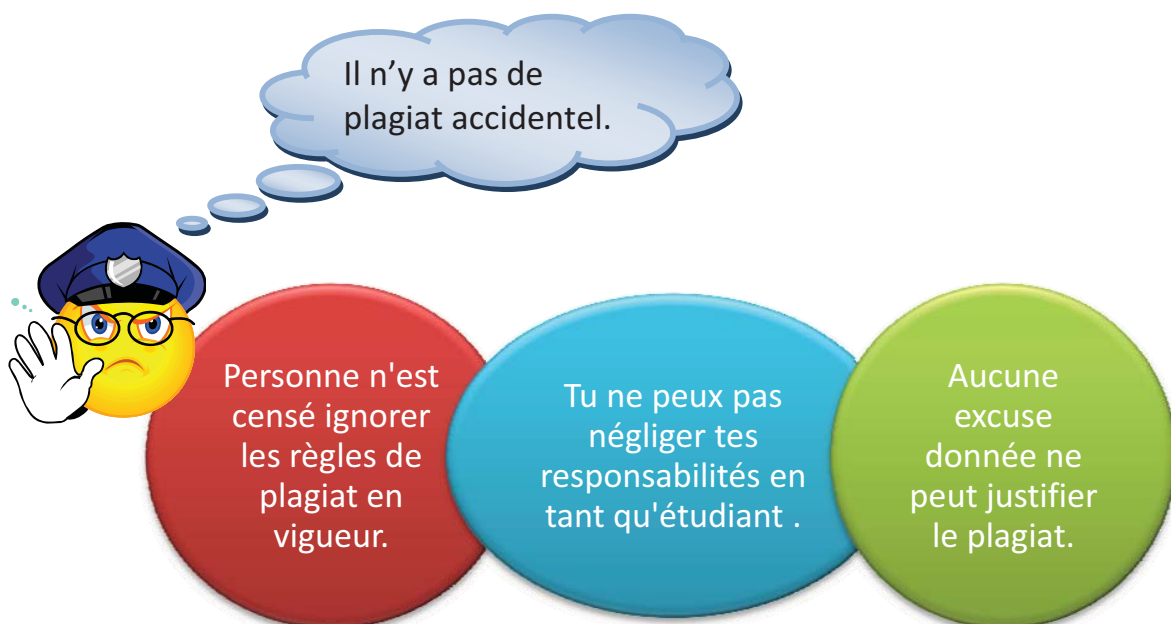 Il n’y a pas de
plagiat accidentel.
Personne n'est
censé ignorer
les règles de
plagiat en
vigueur.
Tu ne peux pas
négliger tes
responsabilités en
tant qu'étudiant .
Aucune
excuse
donnée ne
peut justifier
le plagiat.